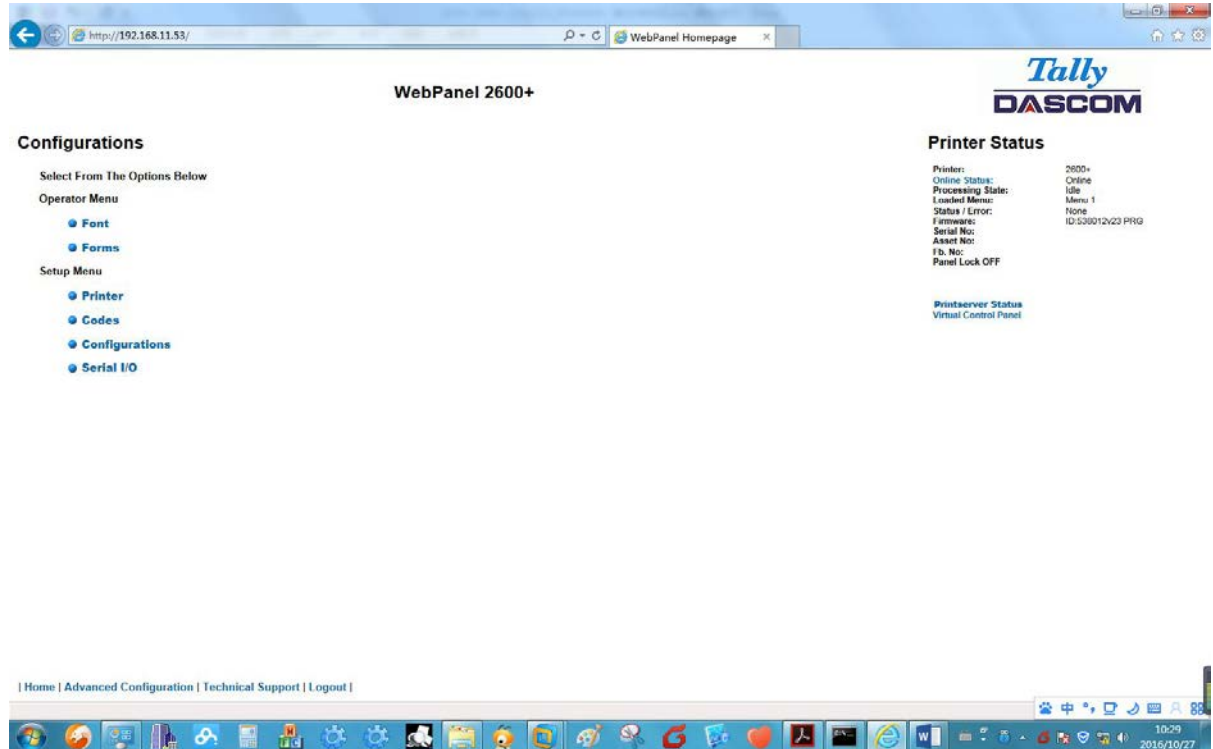 http://192.168.11.53/
WebPanel Homepage
WebPanel 2600+
Tally
DASCOM
Configurations
Select From The Options Below
Operator Menu
Font
Forms
Setup Menu
Printer
Codes
Configurations
Serial I/O
Printer Status
Printer: 2600+
Online Status: Online
Processing State: Idle
Loaded Menu: Menu 1
Status / Error: None
Firmware: ID:538012v23 PRG
Serial No:
Asset No:
Fb. No:
Panel Lock OFF
Printserver Status
Virtual Control Panel
| Home | Advanced Configuration | Technical Support | Logout |
中
10:29
2016/10/27